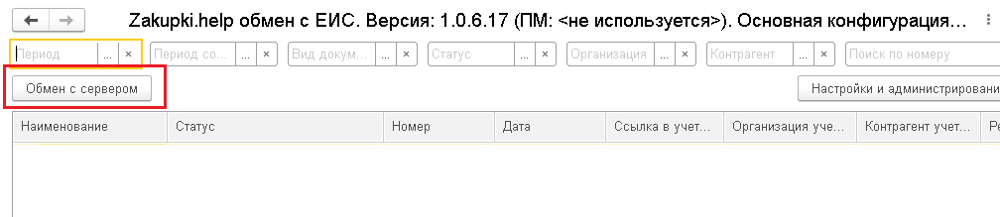 Zakupki.help обмен с ЕИС. Версия: 1.0.6.17 (ПМ: <не используется>). Основная конфигурация...
Период ... × Период со... ... × Вид докум... ... × Статус ... × Организация ... × Контрагент ... × Поиск по номеру
Обмен с сервером Настройки и администрировани
Наименование Статус Номер Дата Ссылка в учет... Организация уче... Контрагент учет... Ре